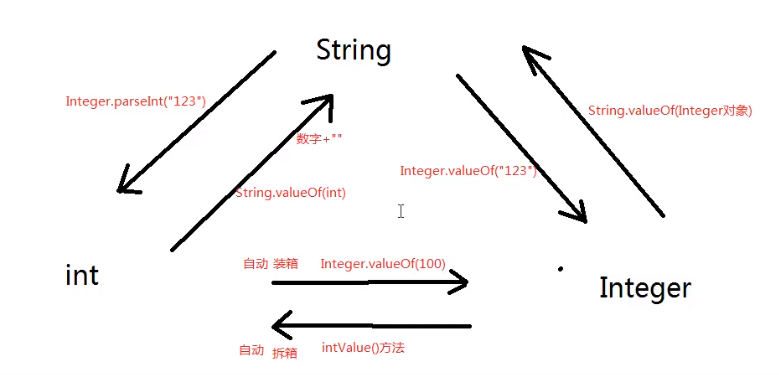 String
Integer.parseInt("123")
String.valueOf(Integer对象)
数字+""
Integer.valueOf("123")
String.valueOf(int)
int
自动 装箱 Integer.valueOf(100)
Integer
自动 拆箱 intValue()方法